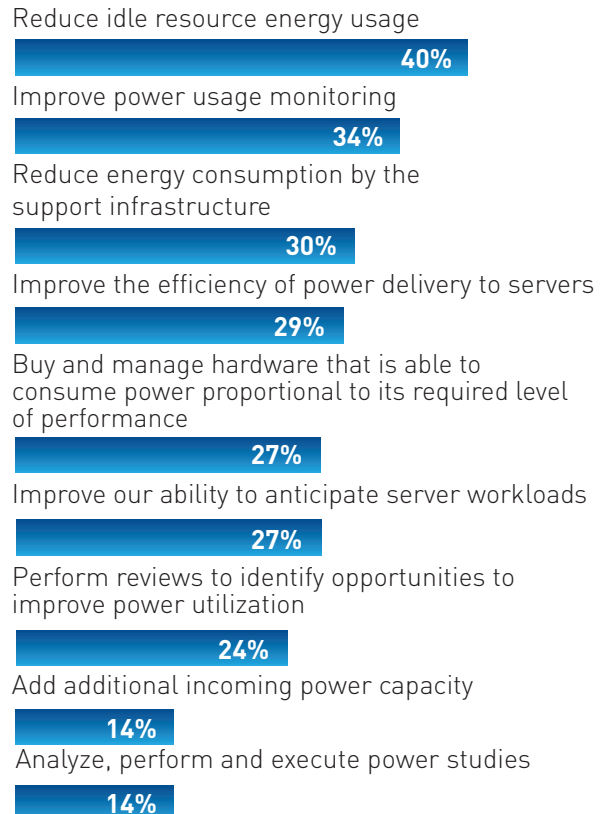 Reduce idle resource energy usage
40%
Improve power usage monitoring
34%
Reduce energy consumption by the
support infrastructure
30%
Improve the efficiency of power delivery to servers
29%
Buy and manage hardware that is able to
consume power proportional to its required level
of performance
27%
Improve our ability to anticipate server workloads
27%
Perform reviews to identify opportunities to
improve power utilization
24%
Add additional incoming power capacity
14%
Analyze, perform and execute power studies
14%